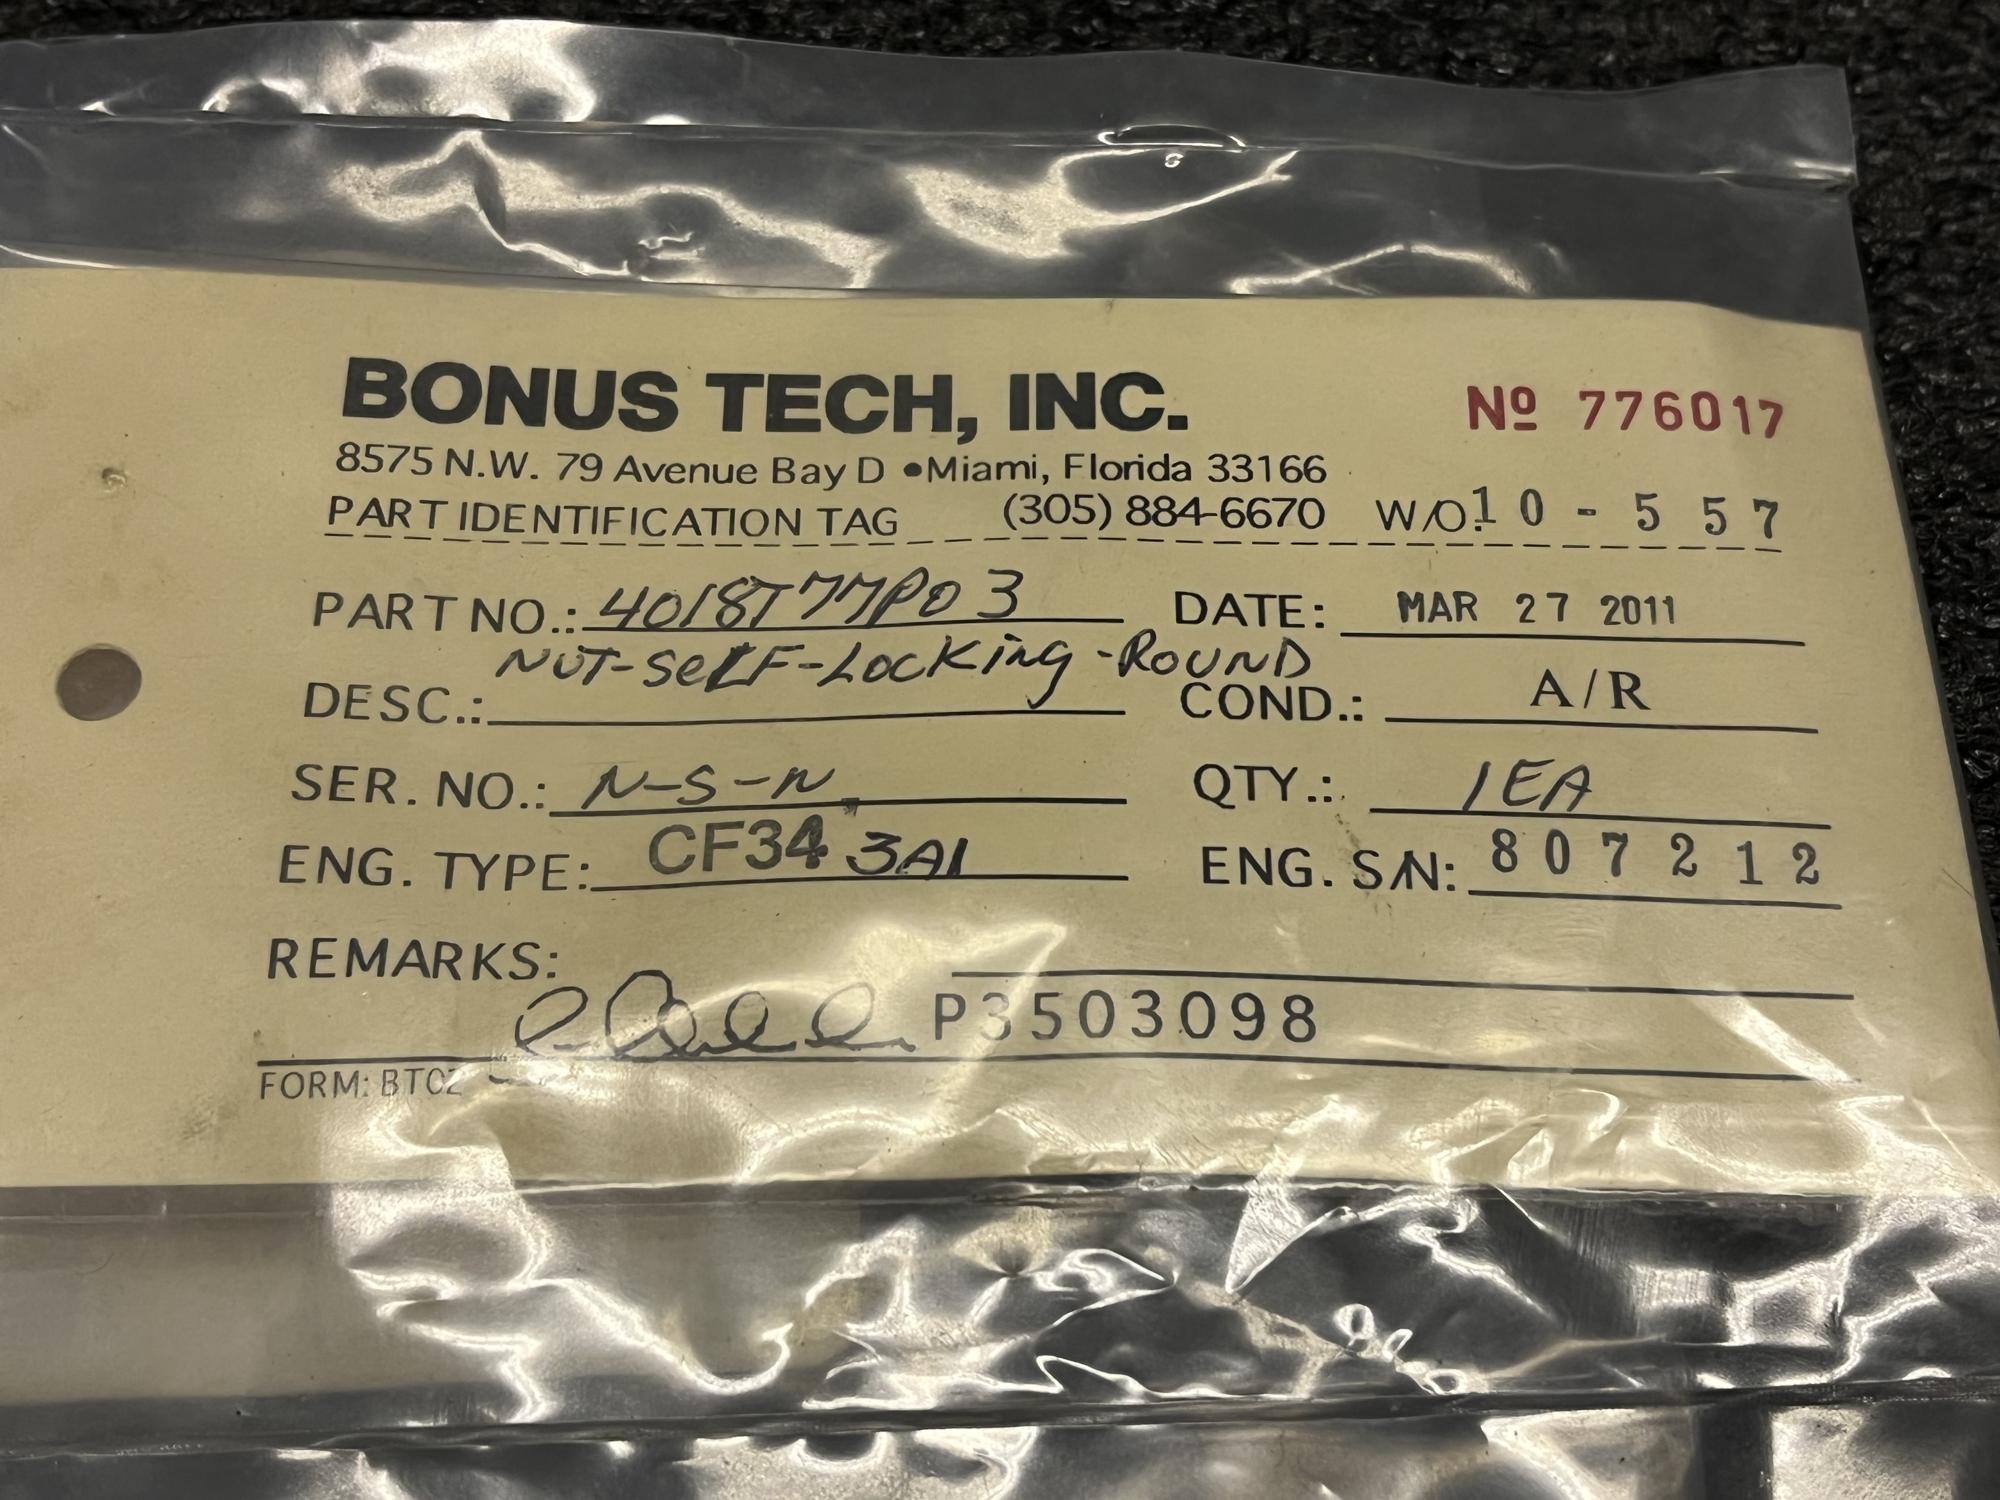 BONUS TECH, INC.
Nº 776017
8575 N.W. 79 Avenue Bay D •Miami, Florida 33166
PART IDENTIFICATION TAG (305) 884-6670 W/O: 10-557
PART NO.: 4018T77P03 DATE: MAR 27 2011
NUT-SELF-LOCKING-ROUND
DESC.: COND.: A/R
SER. NO.: N-S-N QTY.: 1EA
ENG. TYPE: CF34 3A1 ENG. S/N: 807212
REMARKS:
P3503098
FORM: